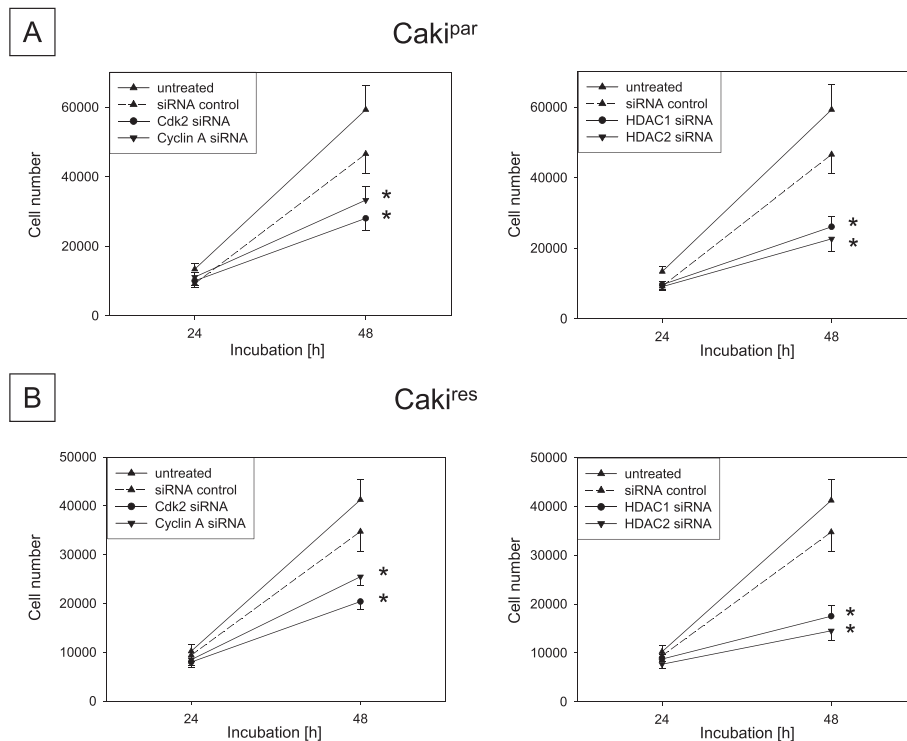 A
Caki^par
untreated
siRNA control
Cdk2 siRNA
Cyclin A siRNA
60000
40000
20000
0
Cell number
*
*
24
48
Incubation [h]
untreated
siRNA control
HDAC1 siRNA
HDAC2 siRNA
60000
40000
20000
0
Cell number
*
*
24
48
Incubation [h]
B
Caki^res
untreated
siRNA control
Cdk2 siRNA
Cyclin A siRNA
50000
40000
30000
20000
10000
0
Cell number
*
*
24
48
Incubation [h]
untreated
siRNA control
HDAC1 siRNA
HDAC2 siRNA
50000
40000
30000
20000
10000
0
Cell number
*
*
24
48
Incubation [h]